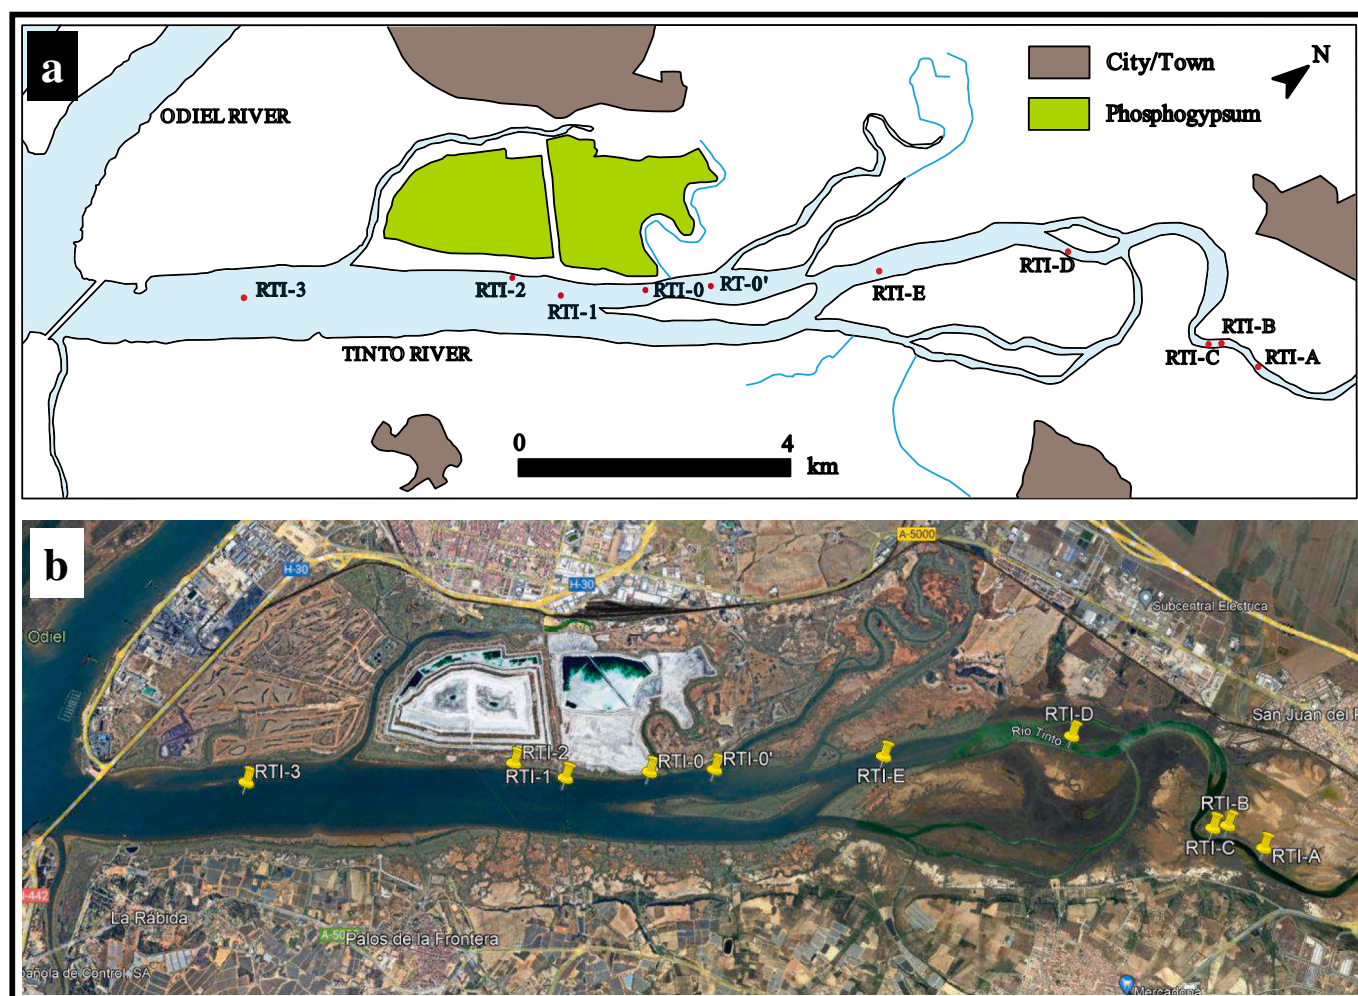 a
City/Town
N
Phosphogypsum
ODIEL RIVER
RTI-3
RTI-2
RTI-1
RTI-0
RT-0'
RTI-E
RTI-D
RTI-B
RTI-C
RTI-A
TINTO RIVER
0
4
km
b
A-5000
H-30
H-30
Subcentral Electrica
Odiel
San Juan del
RTI-D
Rio Tinto
RTI-2
RTI-3
RTI-1
RTI-0
RTI-0'
RTI-E
RTI-B
RTI-C
RTI-A
-442
La Rábida
Palos de la Frontera
añola de Control, SA
Mercadona